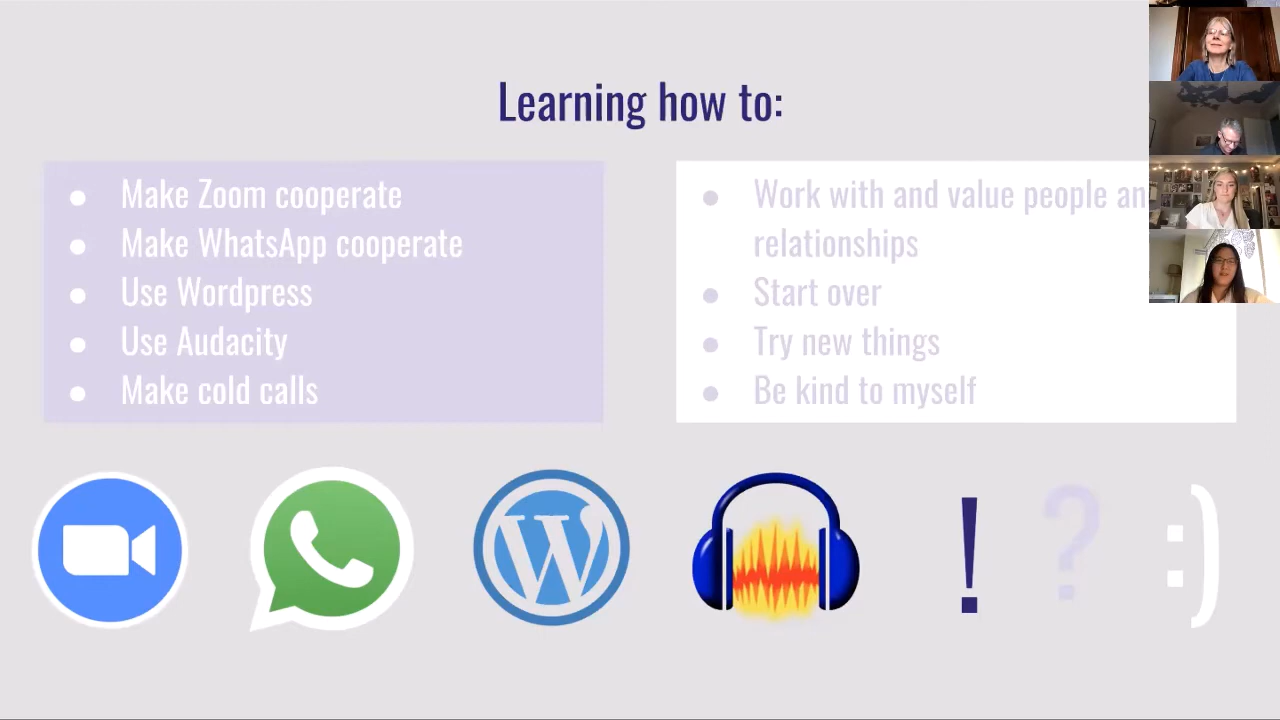 Learning how to:
Make Zoom cooperate
Make WhatsApp cooperate
Use Wordpress
Use Audacity
Make cold calls
Work with and value people an
relationships
Start over
Try new things
Be kind to myself
! ? :)